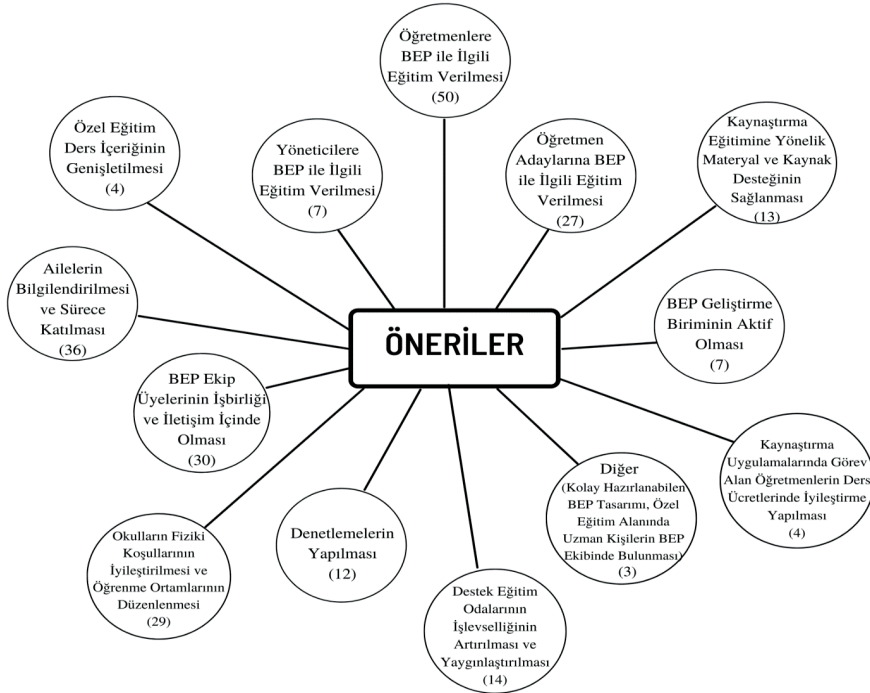 Öğretmenlere
BEP ile İlgili
Eğitim Verilmesi
(50)
Özel Eğitim
Ders İçeriğinin
Genişletilmesi
(4)
Yöneticilere
BEP ile İlgili
Eğitim Verilmesi
(7)
Öğretmen
Adaylarına BEP
ile İlgili Eğitim
Verilmesi
(27)
Kaynaştırma
Eğitimine Yönelik
Materyal ve Kaynak
Desteğinin
Sağlanması
(13)
Ailelerin
Bilgilendirilmesi
ve Sürece
Katılması
(36)
ÖNERİLER
BEP Geliştirme
Biriminin Aktif
Olması
(7)
BEP Ekip
Üyelerinin İşbirliği
ve İletişim İçinde
Olması
(30)
Kaynaştırma
Uygulamalarında Görev
Alan Öğretmenlerin Ders
Ücretlerinde İyileştirme
Yapılması
(4)
Okulların Fiziki
Koşullarının
İyileştirilmesi ve
Öğrenme Ortamlarının
Düzenlenmesi
(29)
Denetlemelerin
Yapılması
(12)
Diğer
(Kolay Hazırlanabilen
BEP Tasarımı, Özel
Eğitim Alanında
Uzman Kişilerin BEP
Ekibinde Bulunması)
(3)
Destek Eğitim
Odalarının
İşlevselliğinin
Artırılması ve
Yaygınlaştırılması
(14)